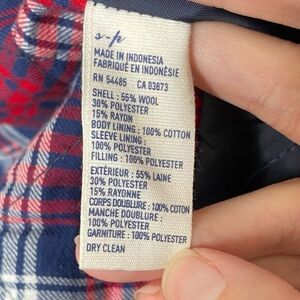 s-p
MADE IN INDONESIA
FABRIQUÉ EN INDONÉSIE
RN 54485 CA 03873
SHELL : 55% WOOL
30% POLYESTER
15% RAYON
BODY LINING : 100% COTTON
SLEEVE LINING :
100% POLYESTER
FILLING : 100% POLYESTER
EXTÉRIEUR : 55% LAINE
30% POLYESTER
15% RAYONNE
CORPS DOUBLURE : 100% COTON
MANCHE DOUBLURE :
100% POLYESTER
GARNITURE : 100% POLYESTER
DRY CLEAN